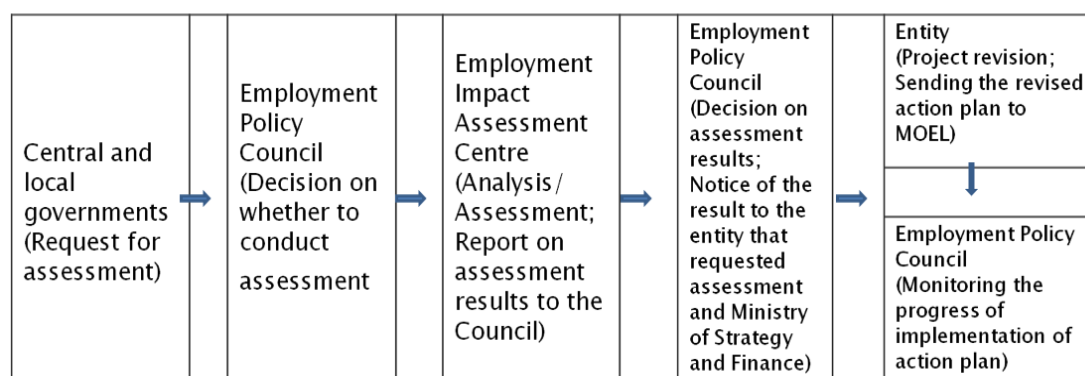 Central and
local
governments
(Request for
assessment)
Employment
Policy
Council
(Decision on
whether to
conduct
assessment
Employment
Impact
Assessment
Centre
(Analysis/
Assessment;
Report on
assessment
results to the
Council)
Employment
Policy
Council
(Decision on
assessment
results;
Notice of the
result to the
entity that
requested
assessment
and Ministry
of Strategy
and Finance)
Entity
(Project revision;
Sending the revised
action plan to
MOEL)
Employment Policy
Council
(Monitoring the
progress of
implementation of
action plan)